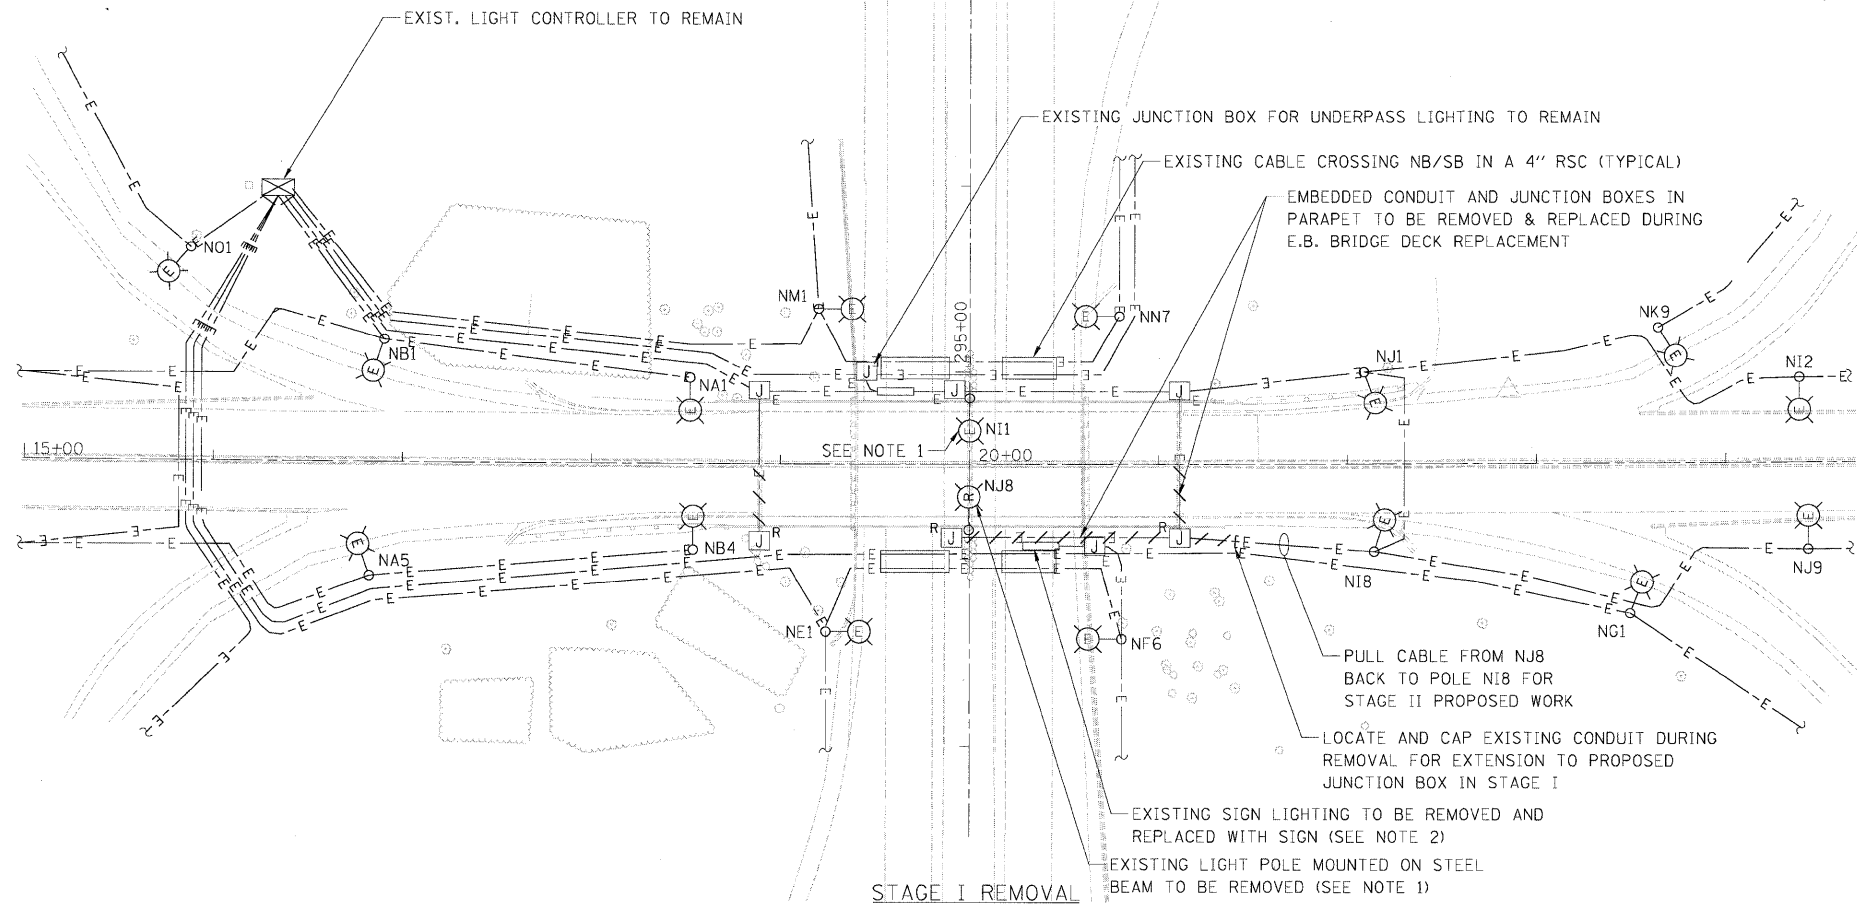 EXIST. LIGHT CONTROLLER TO REMAIN
EXISTING JUNCTION BOX FOR UNDERPASS LIGHTING TO REMAIN
EXISTING CABLE CROSSING NB/SB IN A 4'' RSC (TYPICAL)
EMBEDDED CONDUIT AND JUNCTION BOXES IN
PARAPET TO BE REMOVED & REPLACED DURING
E.B. BRIDGE DECK REPLACEMENT
NO1
NM1
NN7
295+00
NK9
NB1
NA1
NJ1
NI2
NI1
SEE NOTE 1
15+00
20+00
NJ8
NB4
NA5
NI8
NJ9
NE1
NF6
NG1
PULL CABLE FROM NJ8
BACK TO POLE NI8 FOR
STAGE II PROPOSED WORK
LOCATE AND CAP EXISTING CONDUIT DURING
REMOVAL FOR EXTENSION TO PROPOSED
JUNCTION BOX IN STAGE I
EXISTING SIGN LIGHTING TO BE REMOVED AND
REPLACED WITH SIGN (SEE NOTE 2)
EXISTING LIGHT POLE MOUNTED ON STEEL
BEAM TO BE REMOVED (SEE NOTE 1)
STAGE I REMOVAL